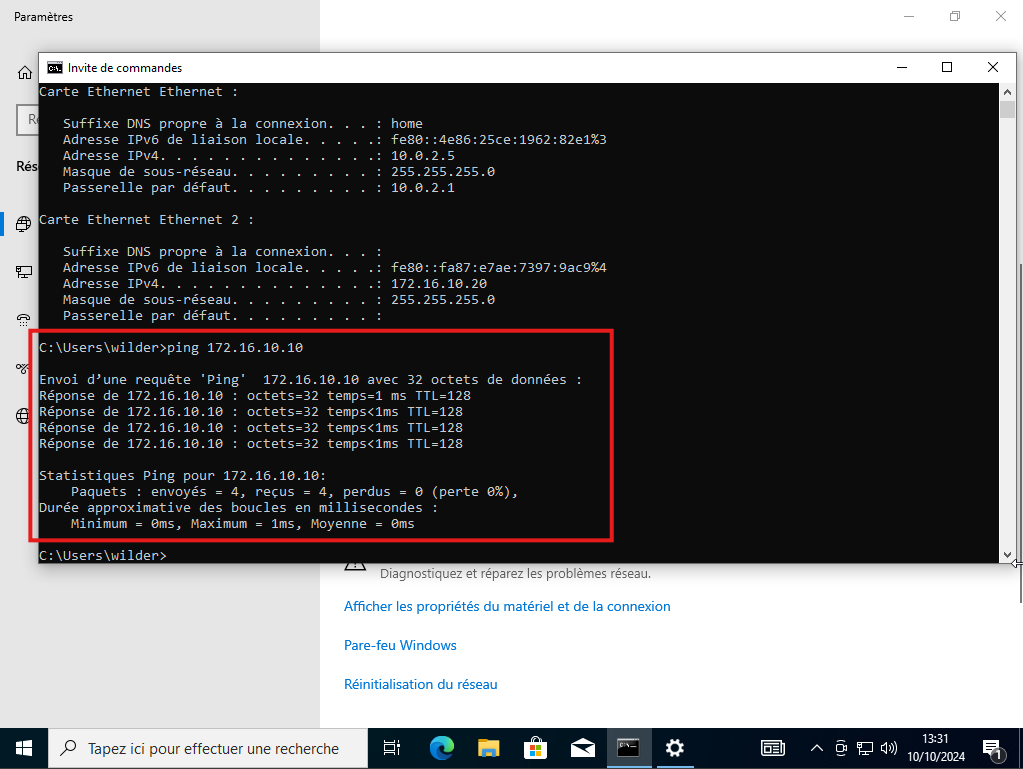 Paramètres
Invite de commandes
Carte Ethernet Ethernet :
Suffixe DNS propre à la connexion. . . : home
Adresse IPv6 de liaison locale. . . . .: fe80::4e86:25ce:1962:82e1%3
Adresse IPv4. . . . . . . . . . . . . .: 10.0.2.5
Masque de sous-réseau. . . . . . . . . : 255.255.255.0
Passerelle par défaut. . . . . . . . . : 10.0.2.1
Carte Ethernet Ethernet 2 :
Suffixe DNS propre à la connexion. . . :
Adresse IPv6 de liaison locale. . . . .: fe80::fa87:e7ae:7397:9ac9%4
Adresse IPv4. . . . . . . . . . . . . .: 172.16.10.20
Masque de sous-réseau. . . . . . . . . : 255.255.255.0
Passerelle par défaut. . . . . . . . . :
C:\Users\wilder>ping 172.16.10.10
Envoi d’une requête 'Ping'  172.16.10.10 avec 32 octets de données :
Réponse de 172.16.10.10 : octets=32 temps=1 ms TTL=128
Réponse de 172.16.10.10 : octets=32 temps<1ms TTL=128
Réponse de 172.16.10.10 : octets=32 temps<1ms TTL=128
Réponse de 172.16.10.10 : octets=32 temps<1ms TTL=128
Statistiques Ping pour 172.16.10.10:
Paquets : envoyés = 4, reçus = 4, perdus = 0 (perte 0%),
Durée approximative des boucles en millisecondes :
Minimum = 0ms, Maximum = 1ms, Moyenne = 0ms
C:\Users\wilder>
Diagnostiquez et réparez les problèmes réseau.
Afficher les propriétés du matériel et de la connexion
Pare-feu Windows
Réinitialisation du réseau
Tapez ici pour effectuer une recherche
13:31
10/10/2024
1